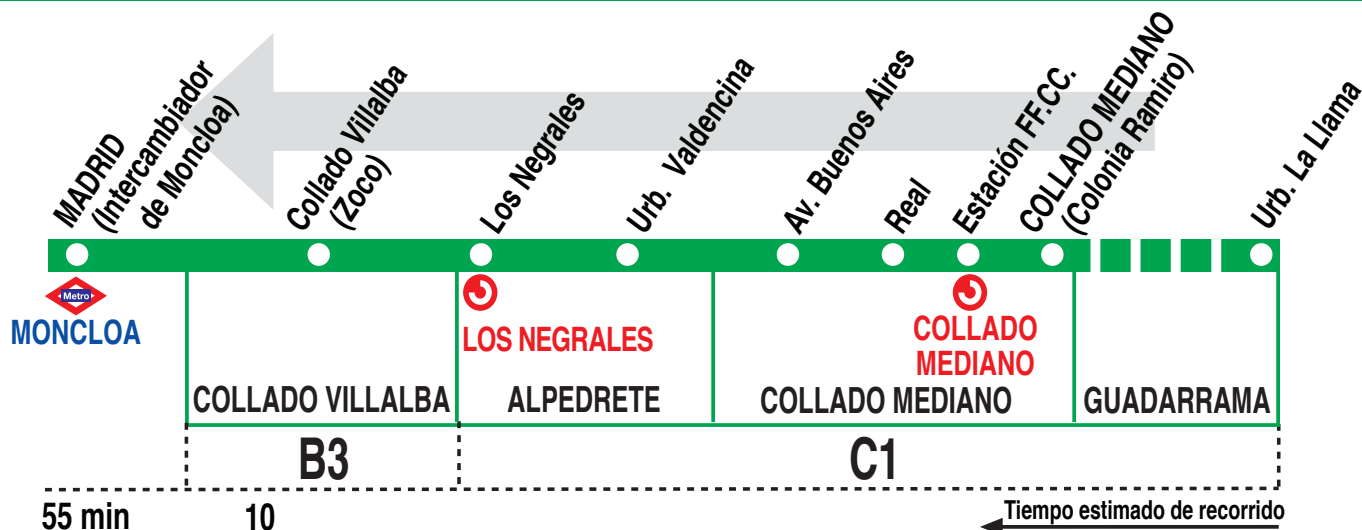 MADRID
(Intercambiador
de Moncloa)
Collado Villalba
(Zoco)
Los Negrales
Urb. Valdencina
Av. Buenos Aires
Real
Estación FF.CC.
COLLADO MEDIANO
(Colonia Ramiro)
Urb. La Llama
Metro
MONCLOA
LOS NEGRALES
COLLADO
MEDIANO
COLLADO VILLALBA
ALPEDRETE
COLLADO MEDIANO
GUADARRAMA
B3
C1
55 min
10
Tiempo estimado de recorrido